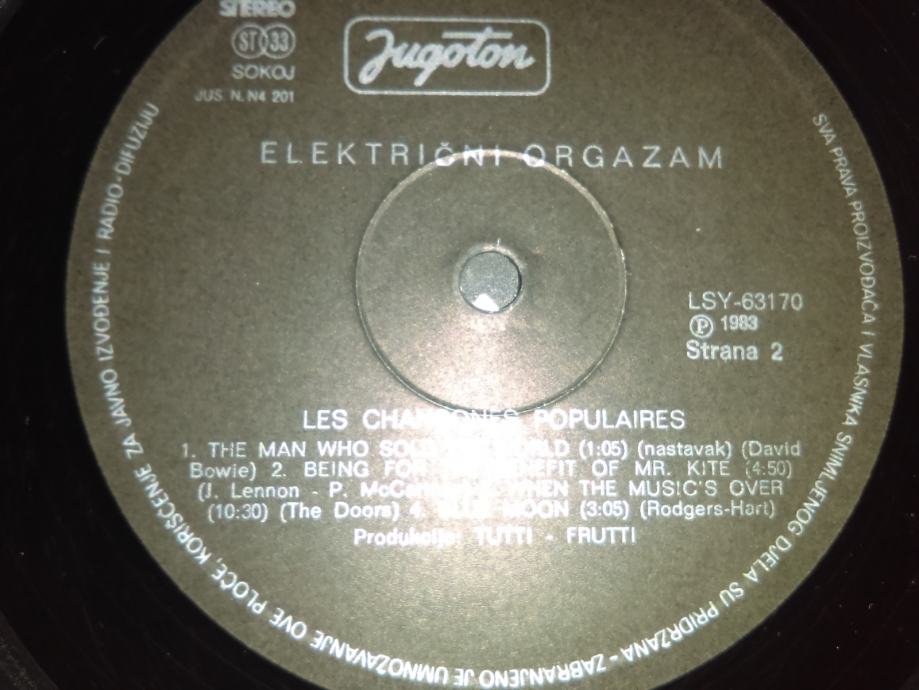 STEREO
ST 33
SOKOJ
JUS. N. N4 201
Jugoton
ELEKTRIČNI ORGAZAM
LSY-63170
Ⓟ 1983
Strana 2
LES CHANSONES POPULAIRES
1. THE MAN WHO SOLD WORLD (1:05) (nastavak) (David
Bowie) 2. BEING FOR BENEFIT OF MR. KITE (4:50)
(J. Lennon - P. WHEN THE MUSIC'S OVER
(10:30) (The Doors) 4. MOON (3:05) (Rodgers-Hart)
Produkcija: TUTTI - FRUTTI
SVA PRAVA PROIZVOĐAČA I VLASNIKA SNIMLJENOG DJELA SU PRIDRŽANA - ZABRANJENO JE UMNOŽAVANJE OVE PLOČE, KORIŠĆENJE ZA JAVNO IZVOĐENJE I RADIO-DIFUZIJU